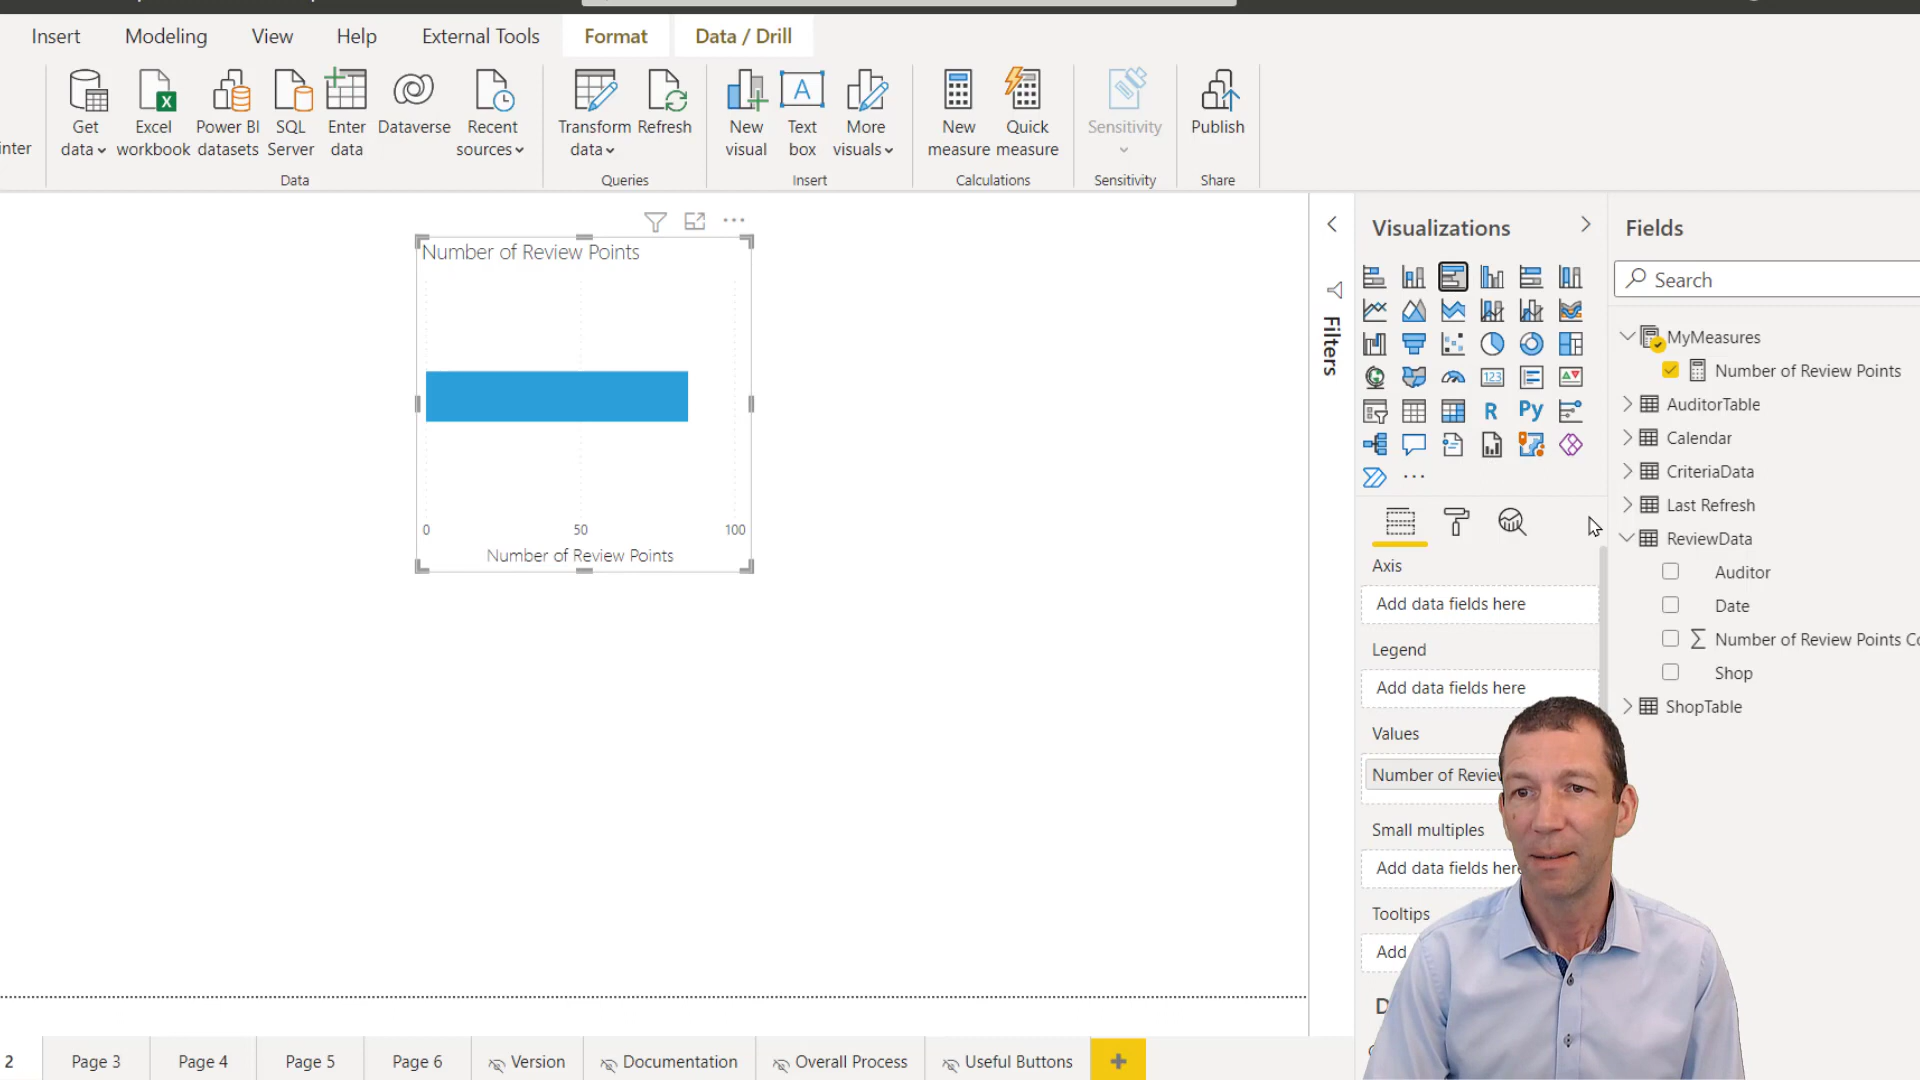 Insert Modeling View Help External Tools Format Data / Drill
Get data
Excel workbook
Power BI datasets
SQL Server
Enter data
Dataverse
Recent sources
Transform data
Refresh
New visual
Text box
More visuals
New measure
Quick measure
Sensitivity
Publish
Data
Queries
Insert
Calculations
Sensitivity
Share
Number of Review Points
0 50 100
Number of Review Points
Filters
Visualizations
123
R
Py
Axis
Add data fields here
Legend
Add data fields here
Values
Number of Revie
Small multiples
Add data fields here
Tooltips
Add
Fields
Search
MyMeasures
Number of Review Points
AuditorTable
Calendar
CriteriaData
Last Refresh
ReviewData
Auditor
Date
Number of Review Points Co
Shop
ShopTable
2 Page 3 Page 4 Page 5 Page 6 Version Documentation Overall Process Useful Buttons +